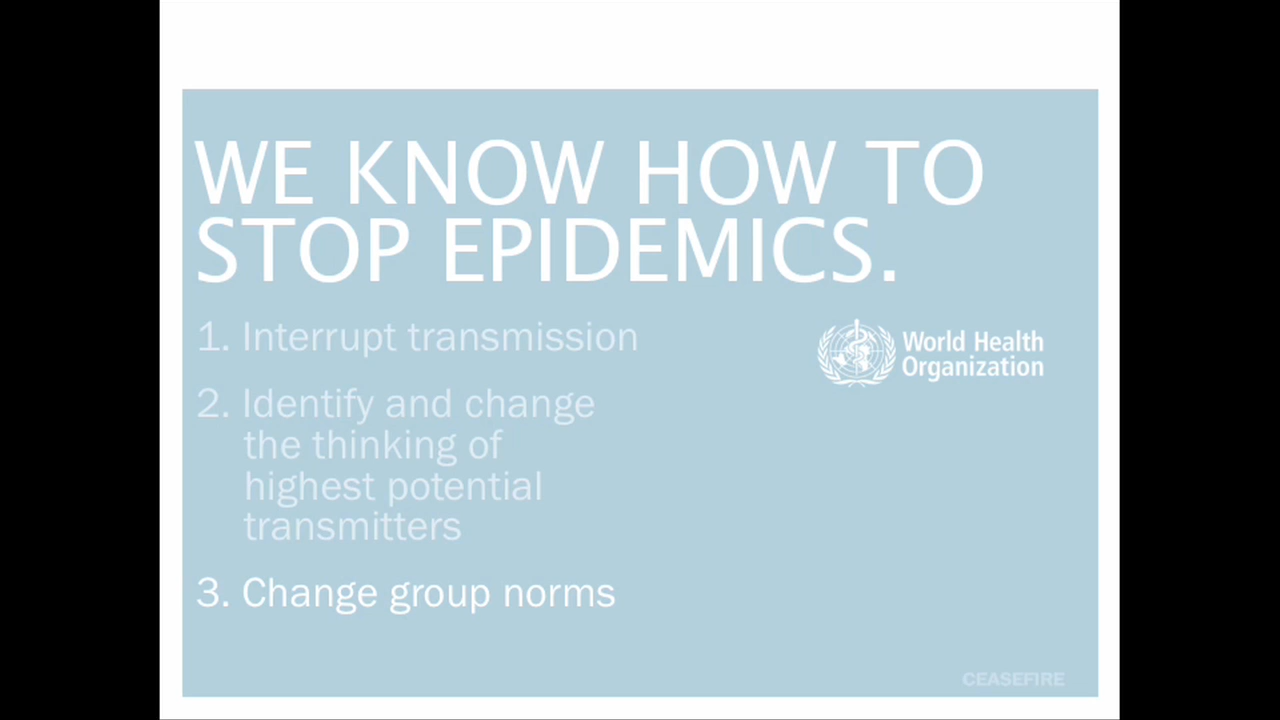 WE KNOW HOW TO
STOP EPIDEMICS.
1. Interrupt transmission
2. Identify and change
the thinking of
highest potential
transmitters
3. Change group norms
World Health
Organization
CEASEFIRE